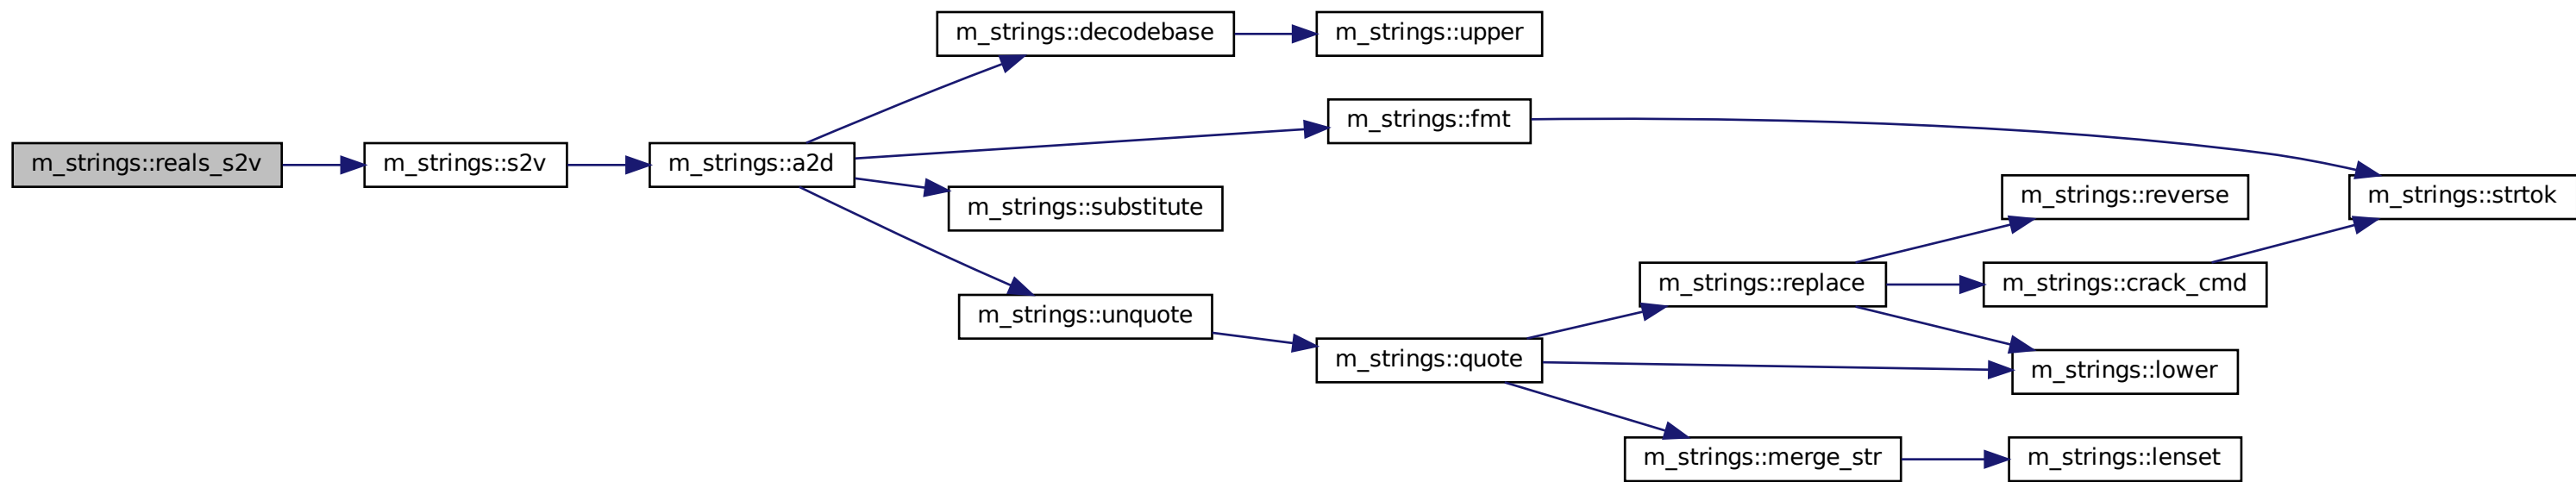 m_strings::reals_s2v
m_strings::s2v
m_strings::a2d
m_strings::decodebase
m_strings::upper
m_strings::fmt
m_strings::substitute
m_strings::unquote
m_strings::quote
m_strings::replace
m_strings::merge_str
m_strings::reverse
m_strings::crack_cmd
m_strings::lower
m_strings::lenset
m_strings::strtok